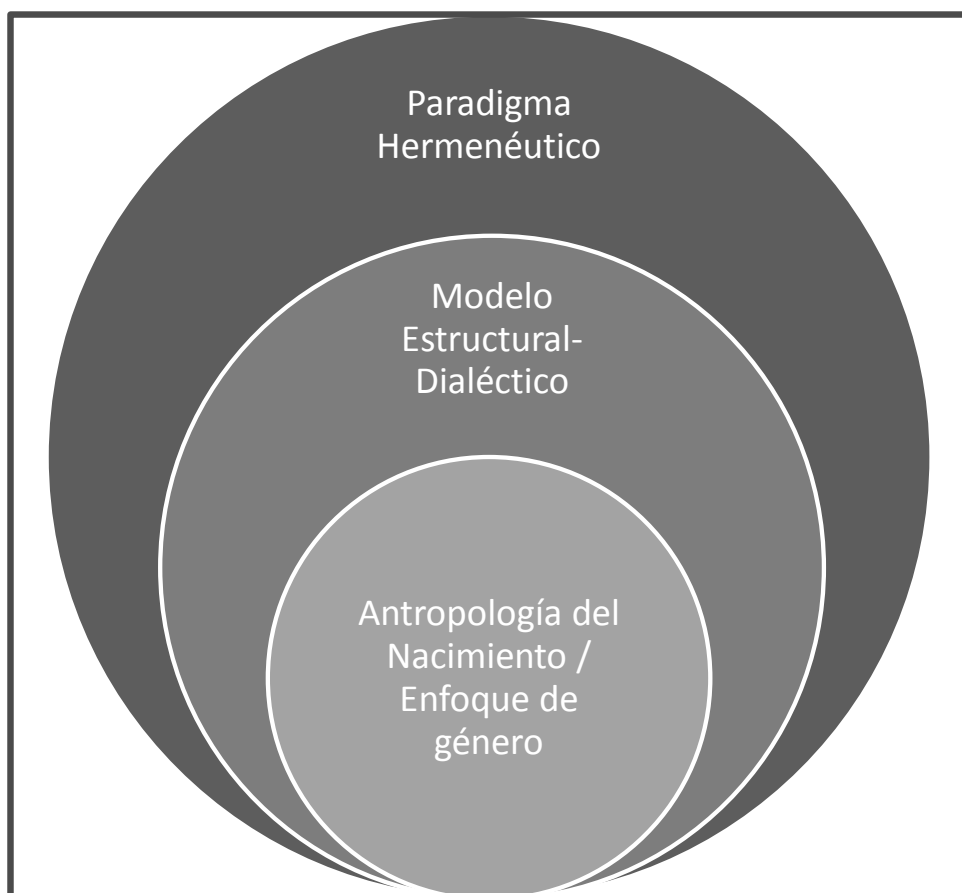 Paradigma
Hermenéutico
Modelo
Estructural-
Dialéctico
Antropología del
Nacimiento /
Enfoque de
género